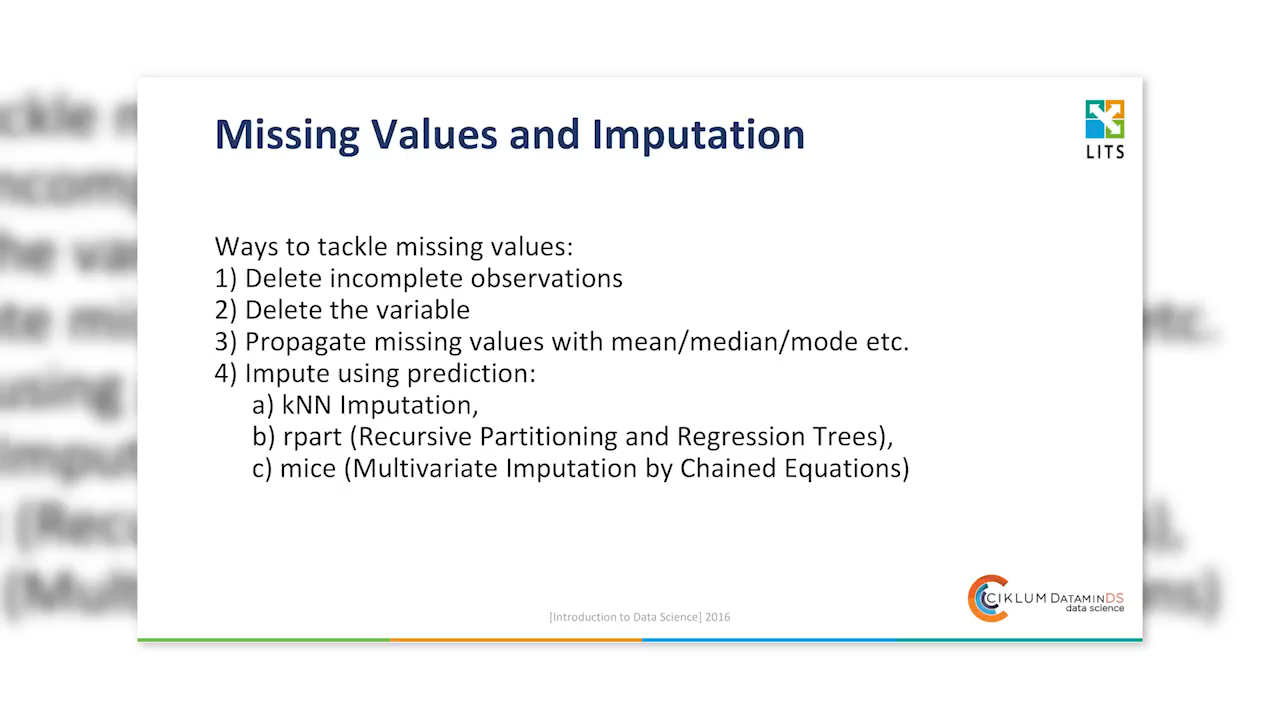 Missing Values and Imputation
LITS
Ways to tackle missing values:
1) Delete incomplete observations
2) Delete the variable
3) Propagate missing values with mean/median/mode etc.
4) Impute using prediction:
a) kNN Imputation,
b) rpart (Recursive Partitioning and Regression Trees),
c) mice (Multivariate Imputation by Chained Equations)
CIKLUM DATAMINDS
data science
[Introduction to Data Science] 2016